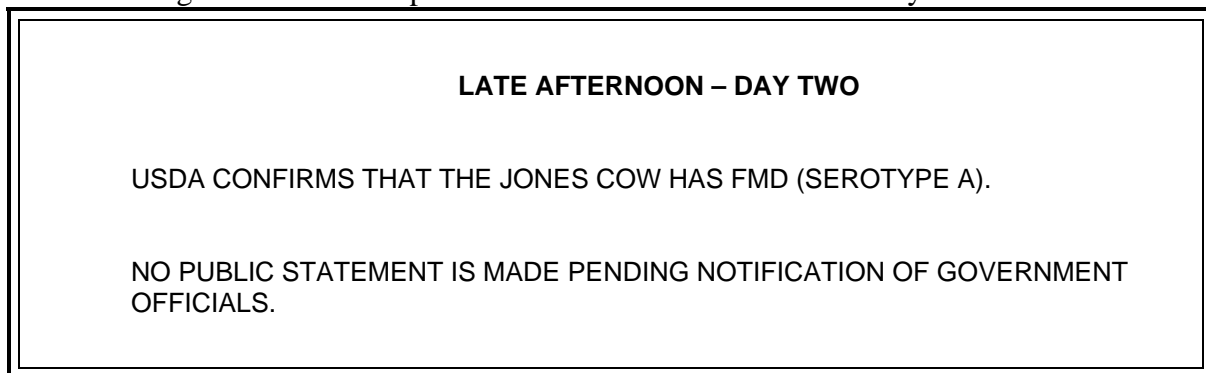 LATE AFTERNOON – DAY TWO
USDA CONFIRMS THAT THE JONES COW HAS FMD (SEROTYPE A).
NO PUBLIC STATEMENT IS MADE PENDING NOTIFICATION OF GOVERNMENT
OFFICIALS.